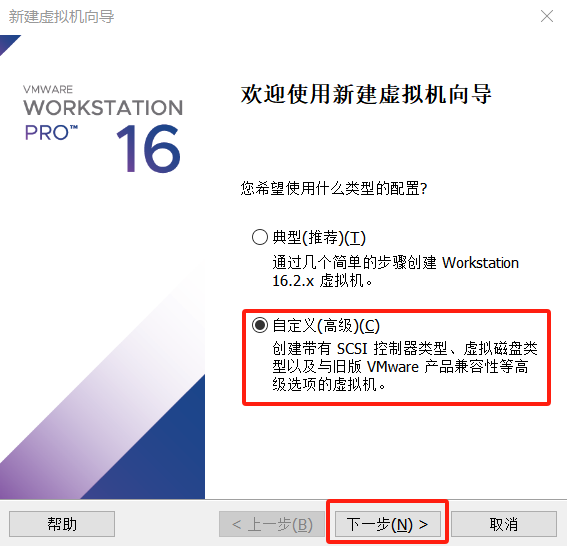 新建虚拟机向导
VMWARE
WORKSTATION
PRO™
16
欢迎使用新建虚拟机向导
您希望使用什么类型的配置?
典型(推荐)(T)
通过几个简单的步骤创建 Workstation
16.2.x 虚拟机。
自定义(高级)(C)
创建带有 SCSI 控制器类型、虚拟磁盘类
型以及与旧版 VMware 产品兼容性等高
级选项的虚拟机。
帮助
< 上一步(B)
下一步(N) >
取消